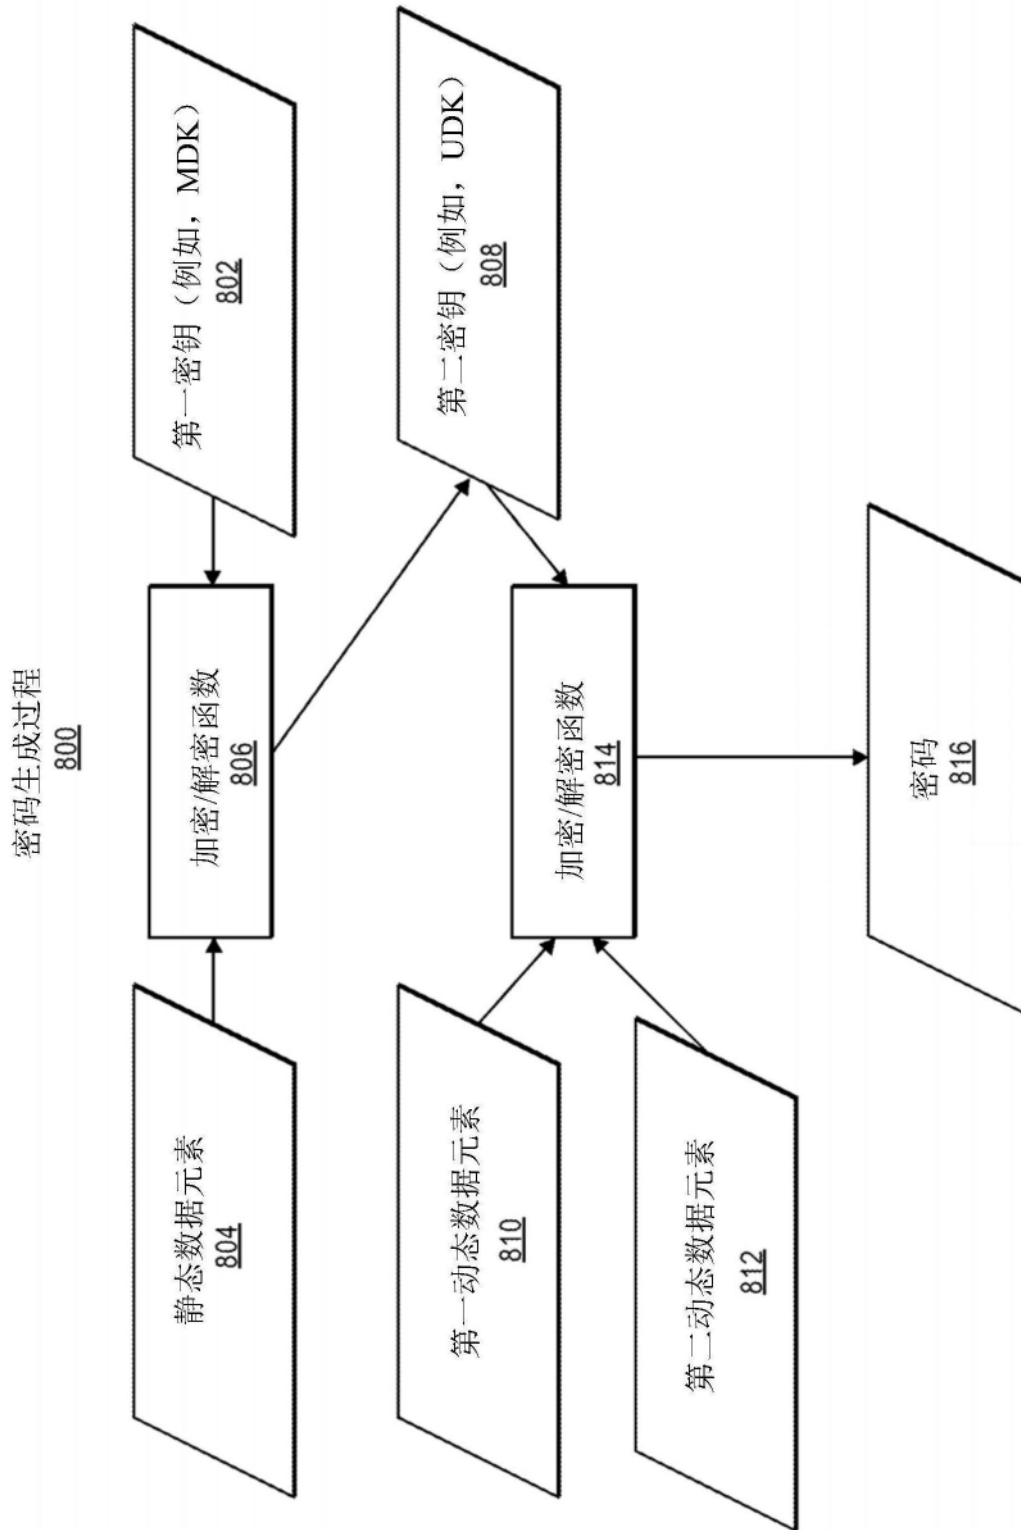 密码生成过程
800
静态数据元素
804
加密/解密函数
806
第一密钥（例如，MDK）
802
第一动态数据元素
810
第二密钥（例如，UDK）
808
第二动态数据元素
812
加密/解密函数
814
密码
816